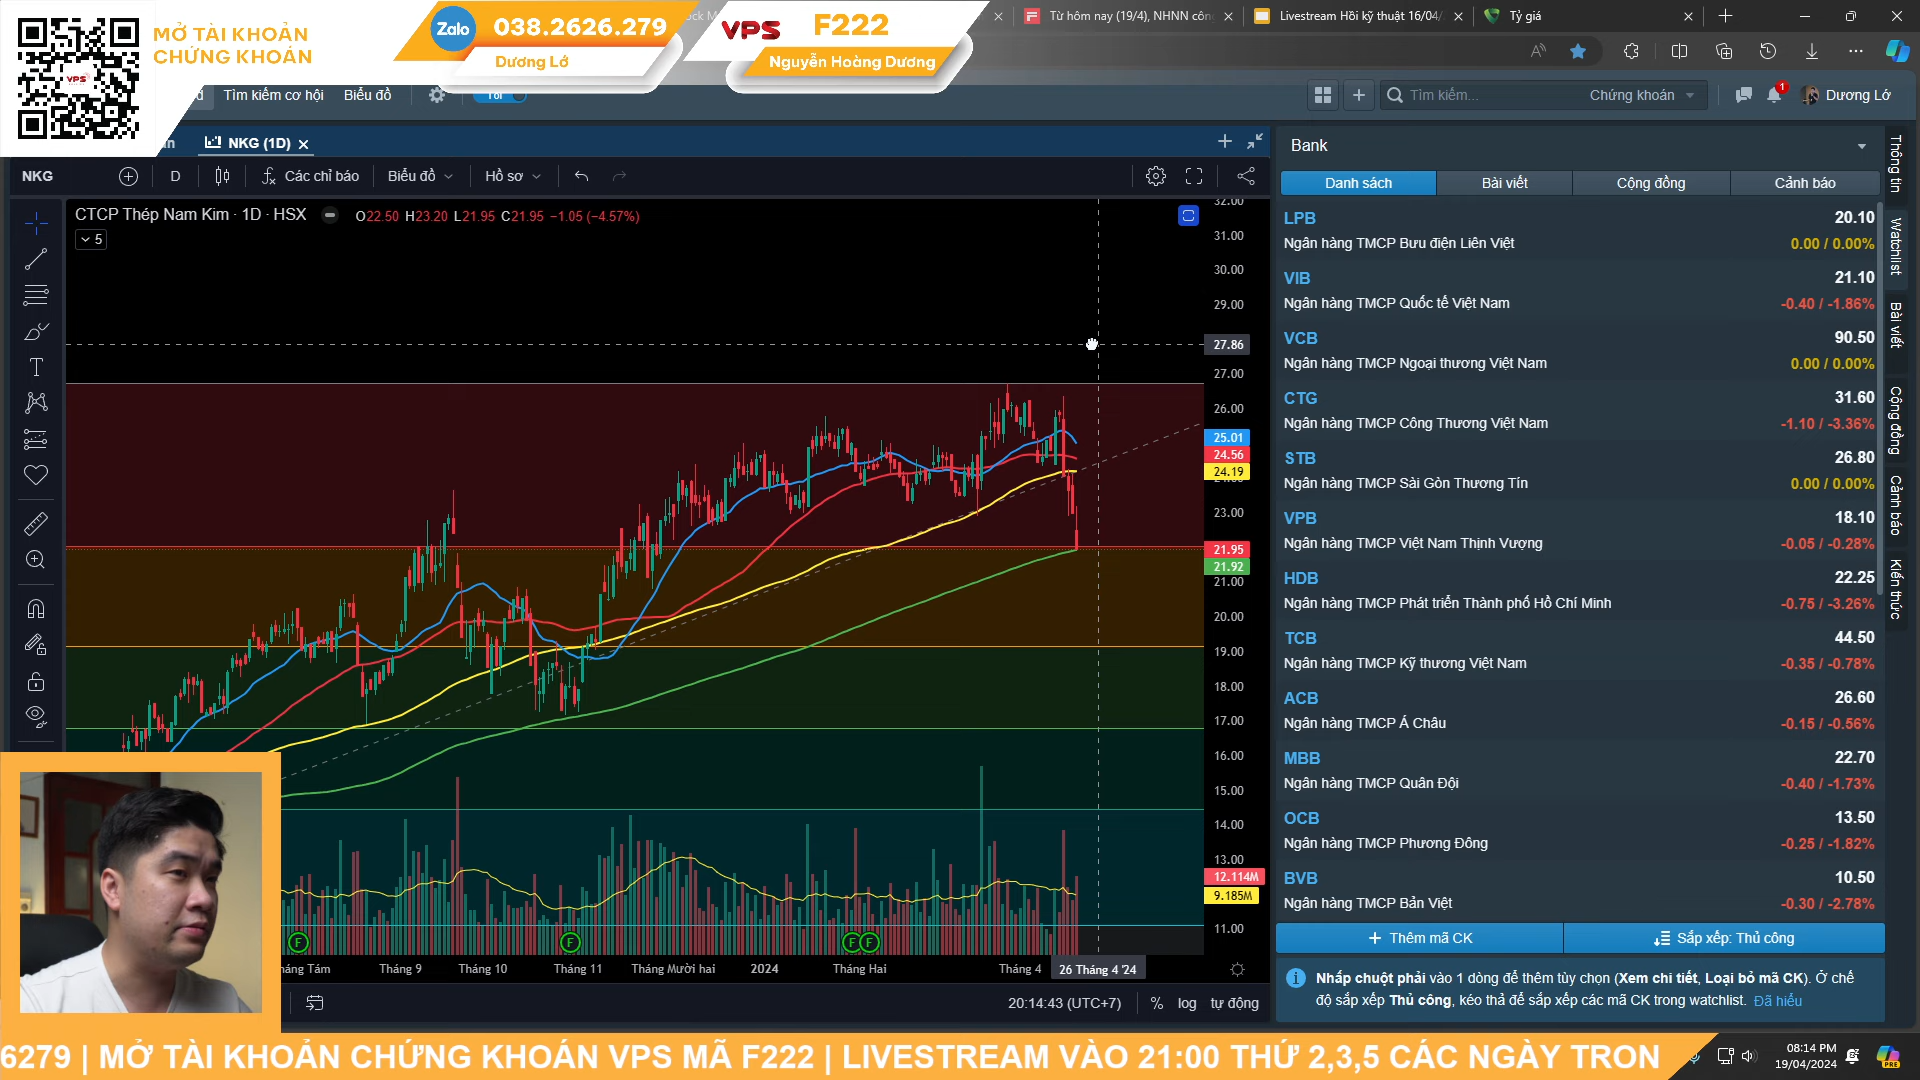 MỞ TÀI KHOẢN
CHỨNG KHOÁN
VPS
Zalo
038.2626.279
Dương Lớ
VPS
F222
Nguyễn Hoàng Dương
Từ hôm nay (19/4), NHNN côn
Livestream Hồi kỹ thuật 16/04/
Tỷ giá
Tìm kiếm cơ hội
Biểu đồ
Tìm kiếm...
Chứng khoán
1
Dương Lớ
NKG (1D)
NKG
D
Các chỉ báo
Biểu đồ
Hồ sơ
CTCP Thép Nam Kim · 1D · HSX
O22.50 H23.20 L21.95 C21.95 −1.05 (−4.57%)
5
32.00
31.00
30.00
29.00
27.86
27.00
26.00
25.01
24.56
24.19
23.00
21.95
21.92
21.00
20.00
19.00
18.00
17.00
16.00
15.00
14.00
13.00
12.114M
9.185M
11.00
F
F
F
F
háng Tám
Tháng 9
Tháng 10
Tháng 11
Tháng Mười hai
2024
Tháng Hai
Tháng 4
26 Tháng 4 '24
20:14:43 (UTC+7)
%
log
tự động
Bank
Danh sách
Bài viết
Cộng đồng
Cảnh báo
LPB
20.10
Ngân hàng TMCP Bưu điện Liên Việt
0.00 / 0.00%
VIB
21.10
Ngân hàng TMCP Quốc tế Việt Nam
-0.40 / -1.86%
VCB
90.50
Ngân hàng TMCP Ngoại thương Việt Nam
0.00 / 0.00%
CTG
31.60
Ngân hàng TMCP Công Thương Việt Nam
-1.10 / -3.36%
STB
26.80
Ngân hàng TMCP Sài Gòn Thương Tín
0.00 / 0.00%
VPB
18.10
Ngân hàng TMCP Việt Nam Thịnh Vượng
-0.05 / -0.28%
HDB
22.25
Ngân hàng TMCP Phát triển Thành phố Hồ Chí Minh
-0.75 / -3.26%
TCB
44.50
Ngân hàng TMCP Kỹ thương Việt Nam
-0.35 / -0.78%
ACB
26.60
Ngân hàng TMCP Á Châu
-0.15 / -0.56%
MBB
22.70
Ngân hàng TMCP Quân Đội
-0.40 / -1.73%
OCB
13.50
Ngân hàng TMCP Phương Đông
-0.25 / -1.82%
BVB
10.50
Ngân hàng TMCP Bản Việt
-0.30 / -2.78%
Thêm mã CK
Sắp xếp: Thủ công
Nhấp chuột phải vào 1 dòng để thêm tùy chọn (Xem chi tiết, Loại bỏ mã CK). Ở chế
độ sắp xếp Thủ công, kéo thả để sắp xếp các mã CK trong watchlist. Đã hiểu
Thông tin
Watchlist
Bài viết
Cộng đồng
Cảnh báo
Kiến thức
6279 | MỞ TÀI KHOẢN CHỨNG KHOÁN VPS MÃ F222 | LIVESTREAM VÀO 21:00 THỨ 2,3,5 CÁC NGÀY TRON
08:14 PM
19/04/2024